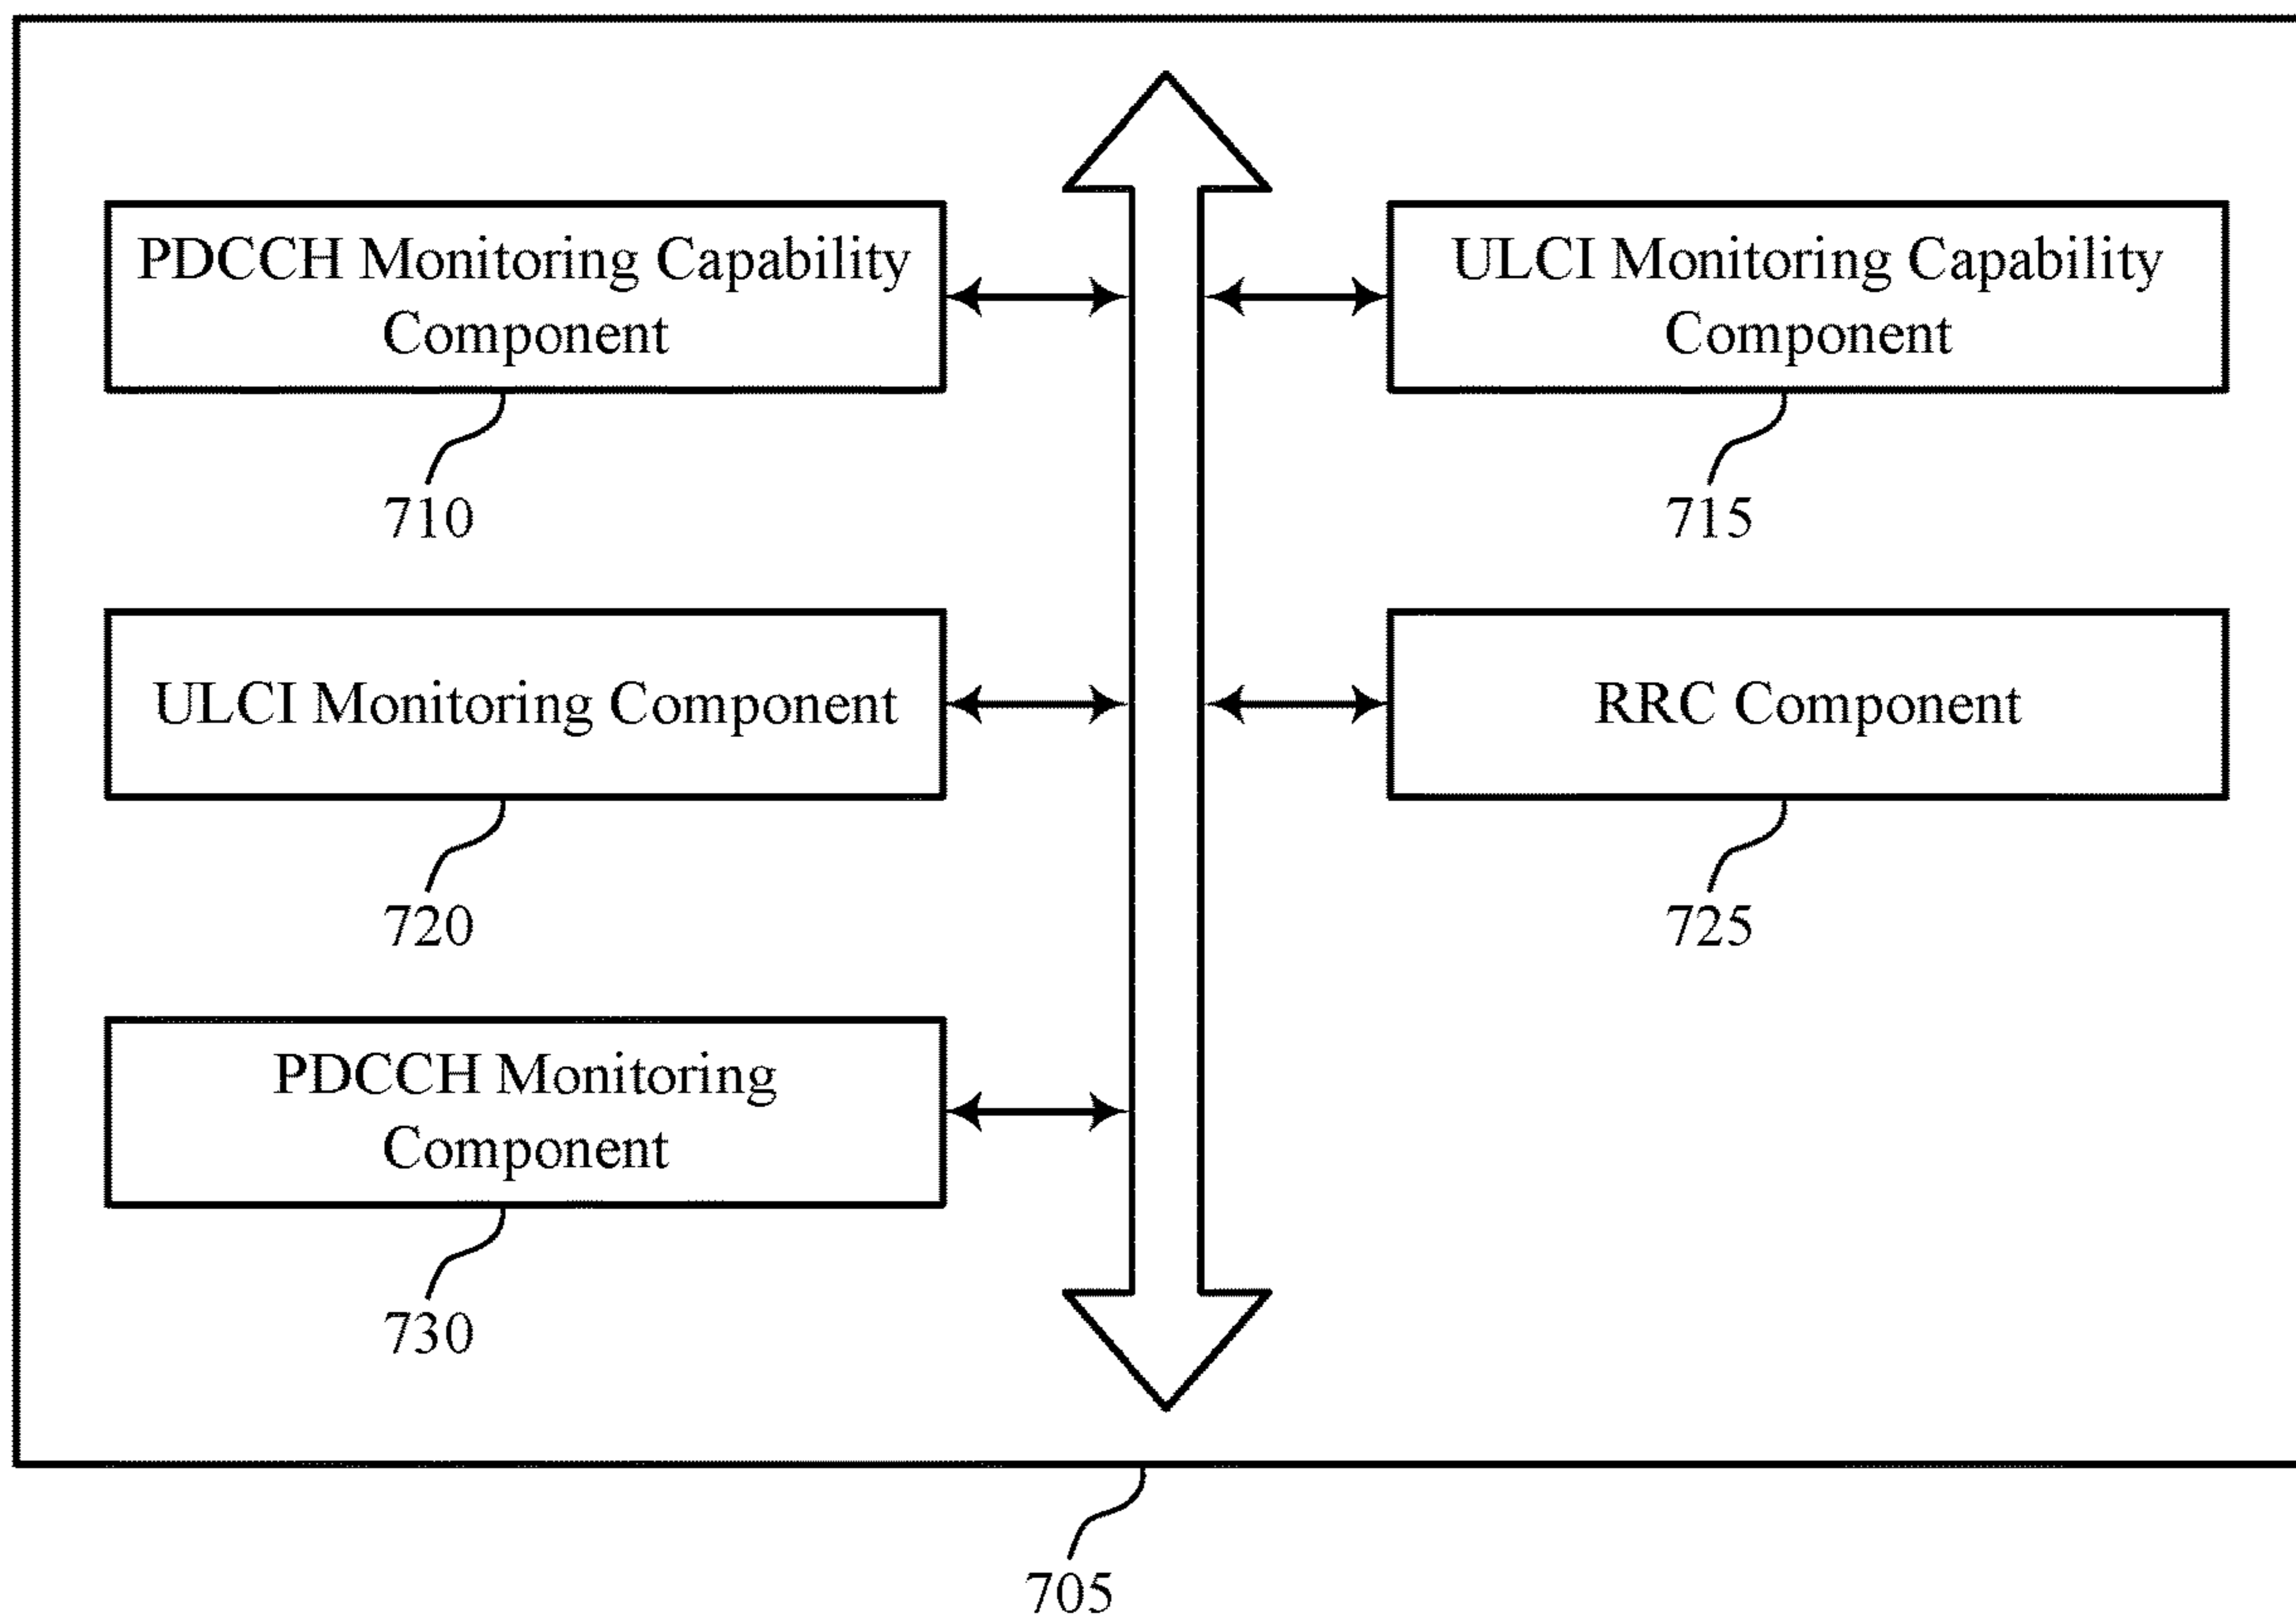 PDCCH Monitoring Capability
Component
710
ULCI Monitoring Capability
Component
715
ULCI Monitoring Component
720
RRC Component
725
PDCCH Monitoring
Component
730
705